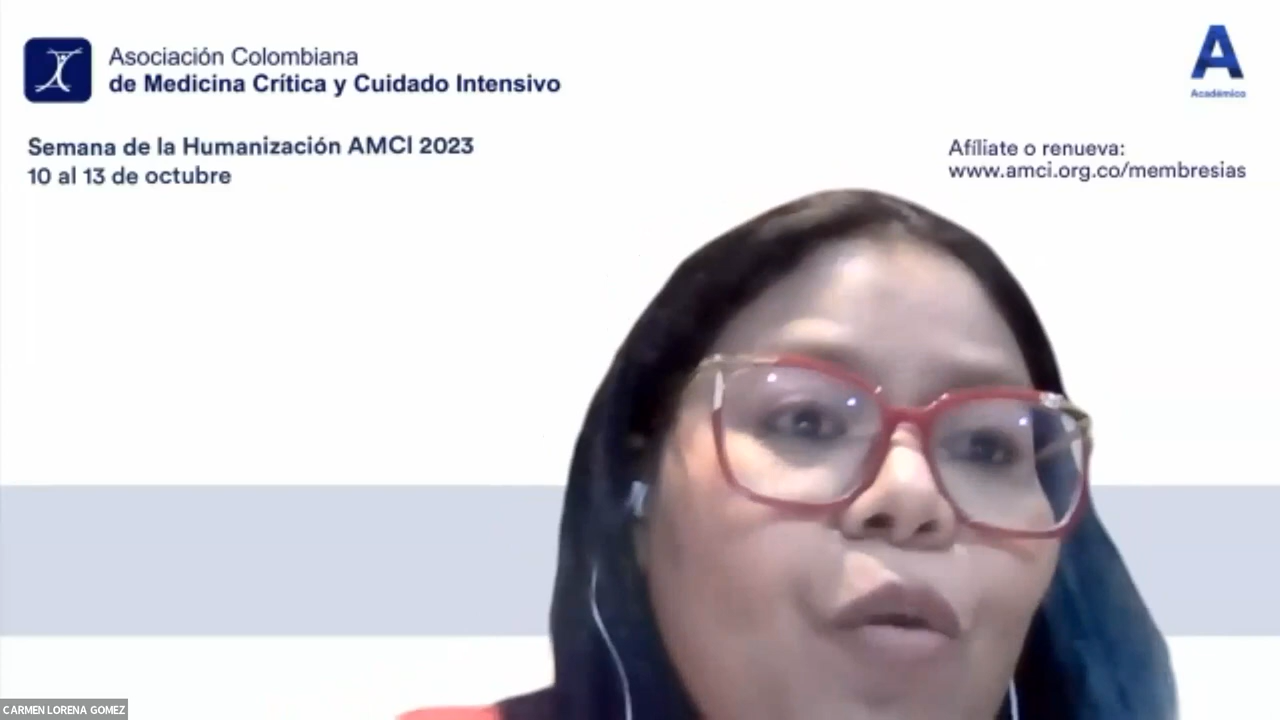 Asociación Colombiana
de Medicina Crítica y Cuidado Intensivo
Académico
Semana de la Humanización AMCI 2023
10 al 13 de octubre
Afíliate o renueva:
www.amci.org.co/membresias
A
CARMEN LORENA GOMEZ